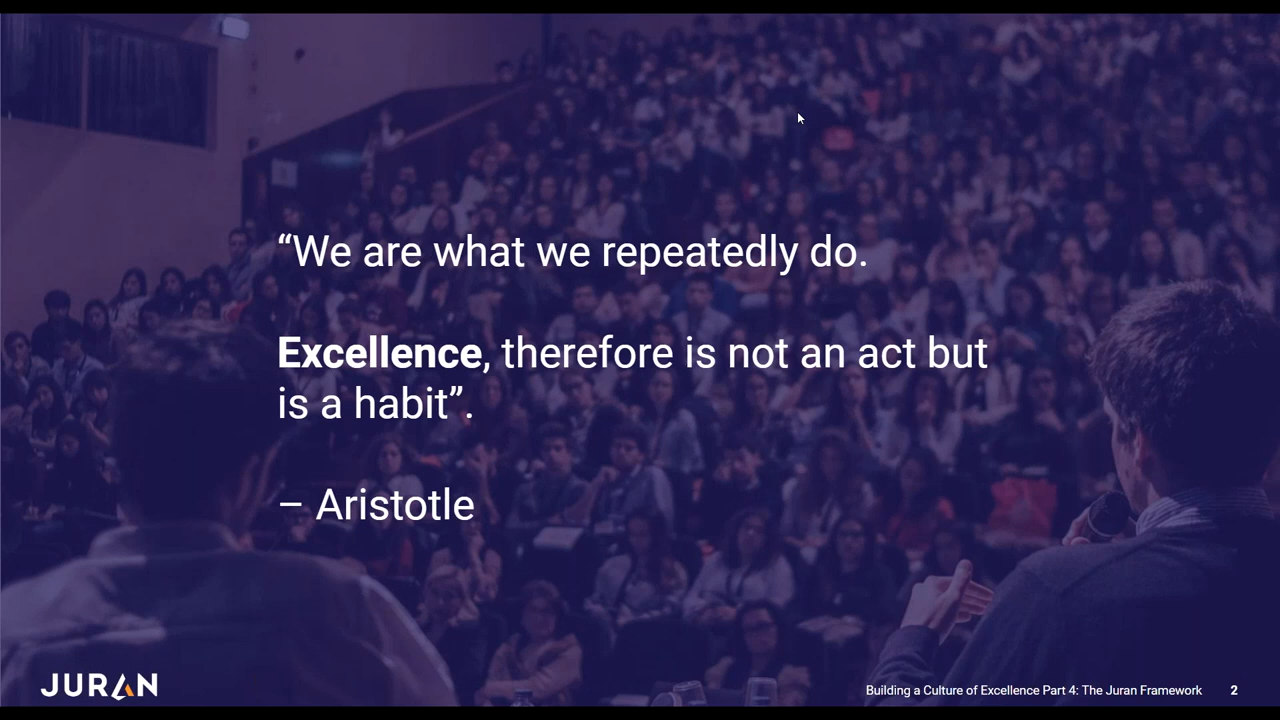 “We are what we repeatedly do.
Excellence, therefore is not an act but
is a habit”.
– Aristotle
JURAN
Building a Culture of Excellence Part 4: The Juran Framework 2